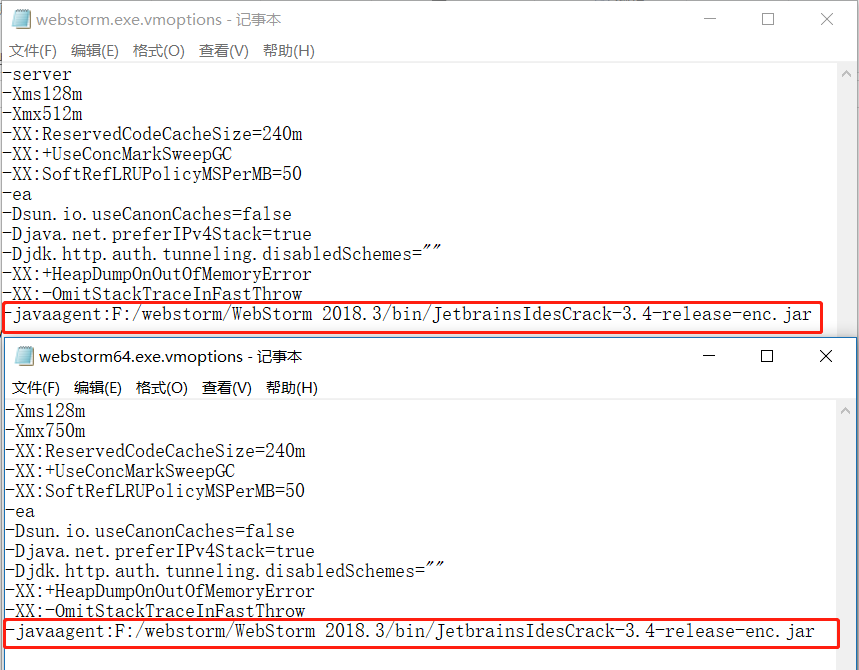 webstorm.exe.vmoptions - 记事本
文件(F) 编辑(E) 格式(O) 查看(V) 帮助(H)
-server
-Xms128m
-Xmx512m
-XX:ReservedCodeCacheSize=240m
-XX:+UseConcMarkSweepGC
-XX:SoftRefLRUPolicyMSPerMB=50
-ea
-Dsun.io.useCanonCaches=false
-Djava.net.preferIPv4Stack=true
-Djdk.http.auth.tunneling.disabledSchemes=""
-XX:+HeapDumpOnOutOfMemoryError
-XX:-OmitStackTraceInFastThrow
-javaagent:F:/webstorm/WebStorm 2018.3/bin/JetbrainsIdesCrack-3.4-release-enc.jar
webstorm64.exe.vmoptions - 记事本
文件(F) 编辑(E) 格式(O) 查看(V) 帮助(H)
-Xms128m
-Xmx750m
-XX:ReservedCodeCacheSize=240m
-XX:+UseConcMarkSweepGC
-XX:SoftRefLRUPolicyMSPerMB=50
-ea
-Dsun.io.useCanonCaches=false
-Djava.net.preferIPv4Stack=true
-Djdk.http.auth.tunneling.disabledSchemes=""
-XX:+HeapDumpOnOutOfMemoryError
-XX:-OmitStackTraceInFastThrow
-javaagent:F:/webstorm/WebStorm 2018.3/bin/JetbrainsIdesCrack-3.4-release-enc.jar